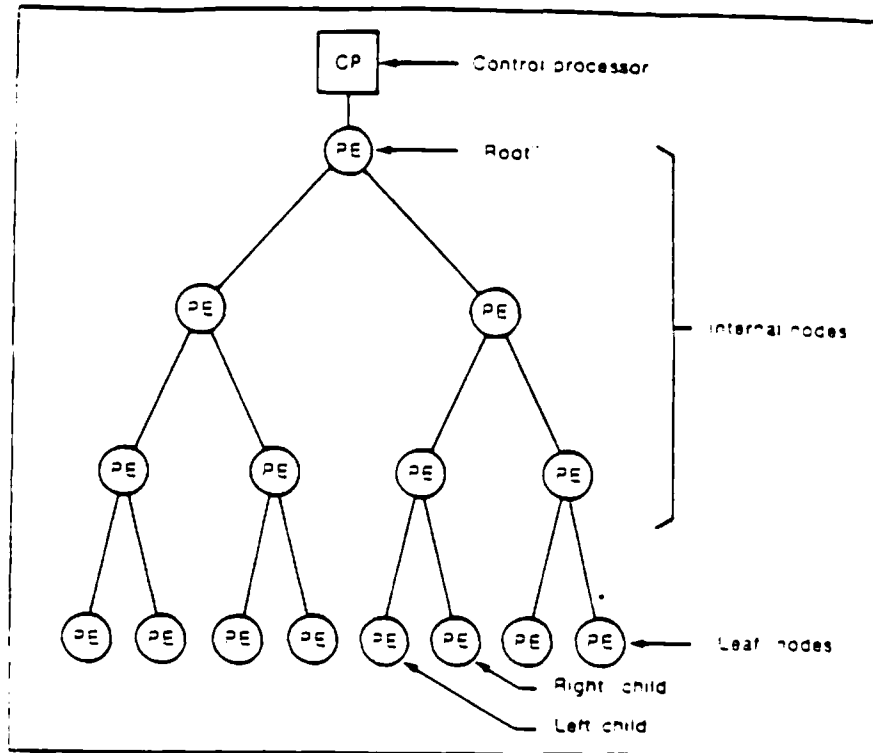 CP
Control processor
PE
Root
PE PE
Internal nodes
PE PE PE PE
PE PE PE PE PE PE PE PE
Leaf nodes
Right child
Left child